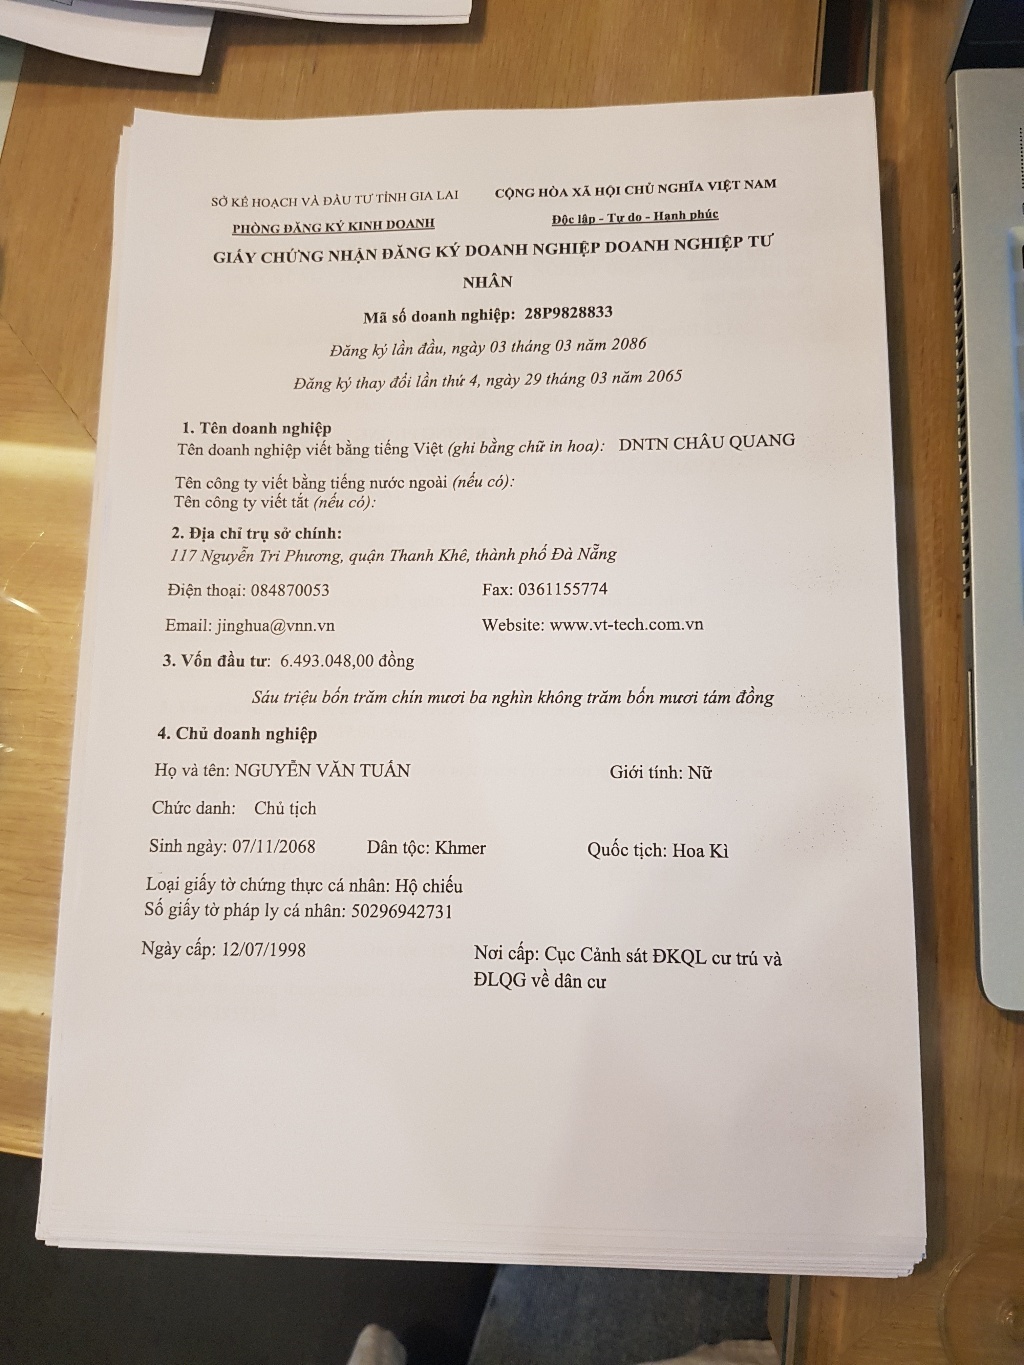 SỞ KẾ HOẠCH VÀ ĐẦU TƯ TỈNH GIA LAI
CỘNG HÒA XÃ HỘI CHỦ NGHĨA VIỆT NAM
PHÒNG ĐĂNG KÝ KINH DOANH
Độc lập - Tự do - Hạnh phúc
GIẤY CHỨNG NHẬN ĐĂNG KÝ DOANH NGHIỆP DOANH NGHIỆP TƯ
NHÂN
Mã số doanh nghiệp: 28P9828833
Đăng ký lần đầu, ngày 03 tháng 03 năm 2086
Đăng ký thay đổi lần thứ 4, ngày 29 tháng 03 năm 2065
1. Tên doanh nghiệp
Tên doanh nghiệp viết bằng tiếng Việt (ghi bằng chữ in hoa): DNTN CHÂU QUANG
Tên công ty viết bằng tiếng nước ngoài (nếu có):
Tên công ty viết tắt (nếu có):
2. Địa chỉ trụ sở chính:
117 Nguyễn Tri Phương, quận Thanh Khê, thành phố Đà Nẵng
Điện thoại: 084870053 Fax: 0361155774
Email: jinghua@vnn.vn Website: www.vt-tech.com.vn
3. Vốn đầu tư: 6.493.048,00 đồng
Sáu triệu bốn trăm chín mươi ba nghìn không trăm bốn mươi tám đồng
4. Chủ doanh nghiệp
Họ và tên: NGUYỄN VĂN TUẤN Giới tính: Nữ
Chức danh: Chủ tịch
Sinh ngày: 07/11/2068 Dân tộc: Khmer Quốc tịch: Hoa Kì
Loại giấy tờ chứng thực cá nhân: Hộ chiếu
Số giấy tờ pháp ly cá nhân: 50296942731
Ngày cấp: 12/07/1998 Nơi cấp: Cục Cảnh sát ĐKQL cư trú và
ĐLQG về dân cư